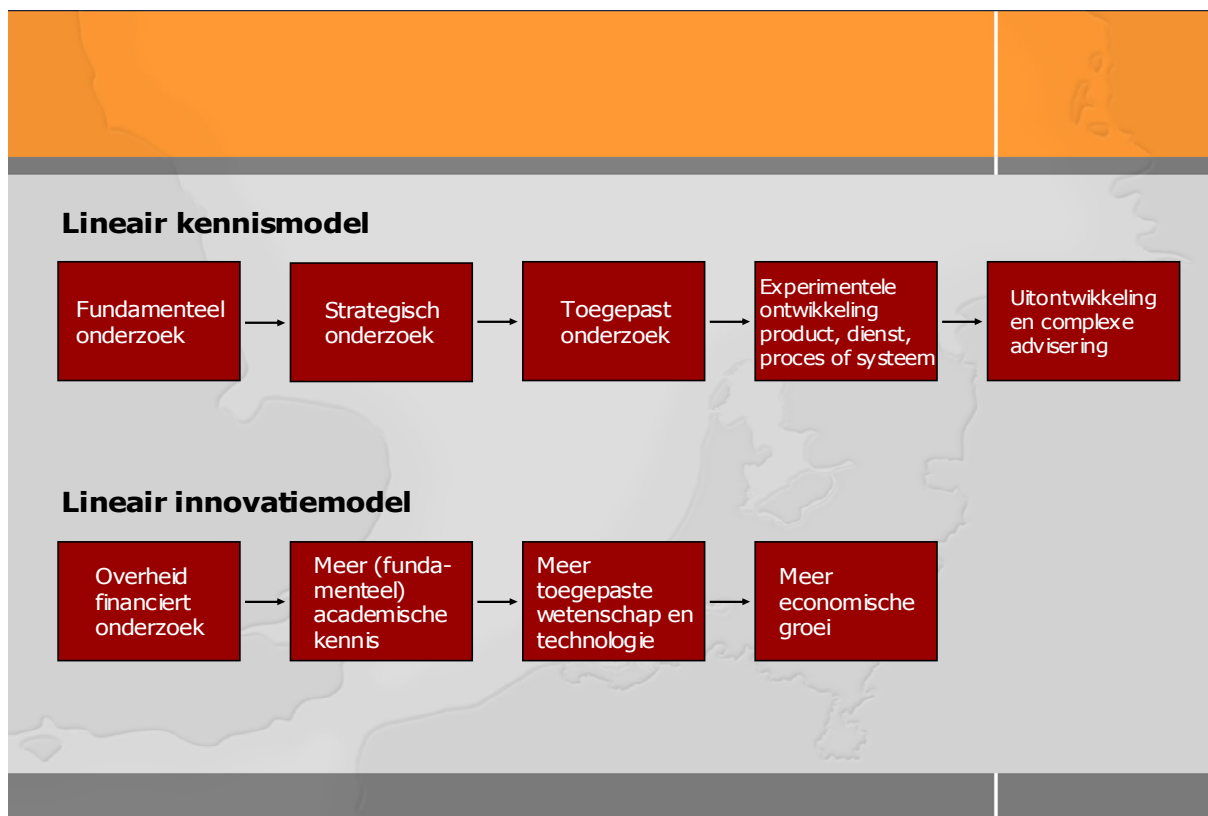 Lineair kennismodel
Fundamenteel
onderzoek
Strategisch
onderzoek
Toegepast
onderzoek
Experimentele
ontwikkeling
product, dienst,
proces of systeem
Uitontwikkeling
en complexe
advisering
Lineair innovatiemodel
Overheid
financiert
onderzoek
Meer (funda-
menteel)
academische
kennis
Meer
toegepaste
wetenschap en
technologie
Meer
economische
groei